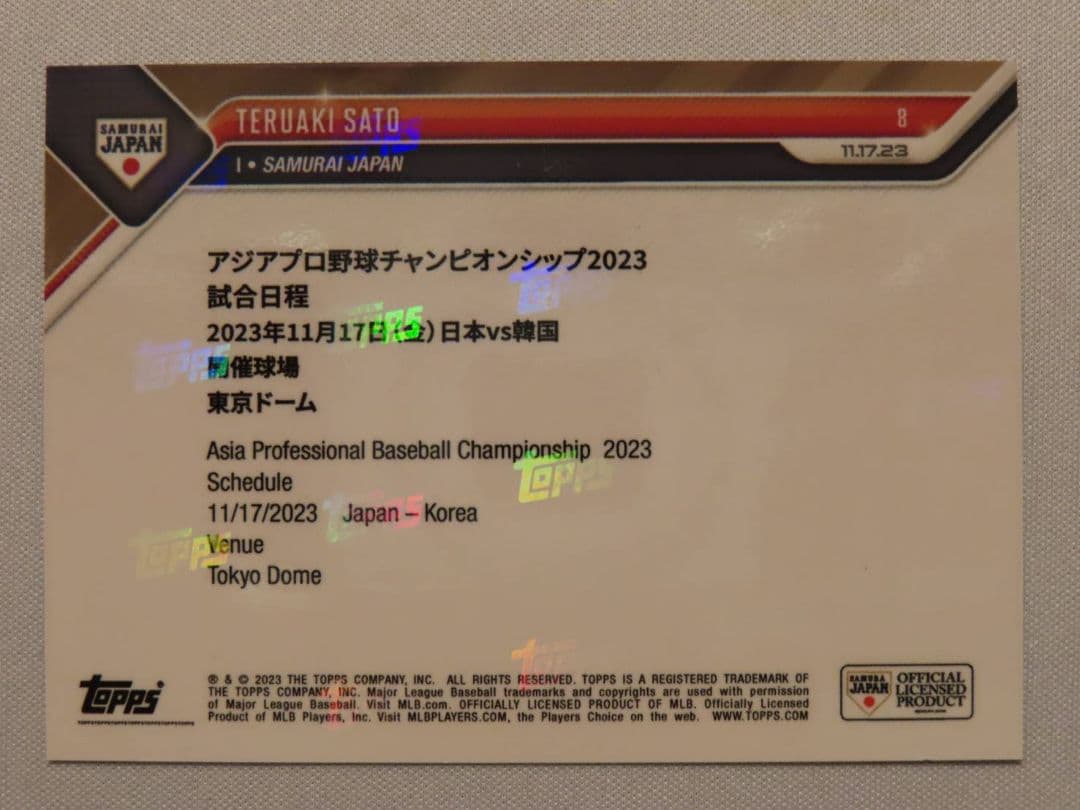 SAMURAI
JAPAN
TERUAKI SATO
8
I • SAMURAI JAPAN
11.17.23
アジアプロ野球チャンピオンシップ2023
試合日程
2023年11月17日(金)日本vs韓国
開催球場
東京ドーム
Asia Professional Baseball Championship 2023
Schedule
11/17/2023 Japan – Korea
Venue
Tokyo Dome
Topps
® & © 2023 THE TOPPS COMPANY, INC. ALL RIGHTS RESERVED. TOPPS IS A REGISTERED TRADEMARK OF
THE TOPPS COMPANY, INC. Major League Baseball trademarks and copyrights are used with permission
of Major League Baseball. Visit MLB.com. OFFICIALLY LICENSED PRODUCT OF MLB. Officially Licensed
Product of MLB Players, Inc. Visit MLBPLAYERS.COM, the Players Choice on the web. WWW.TOPPS.COM
SAMURAI
JAPAN
OFFICIAL
LICENSED
PRODUCT